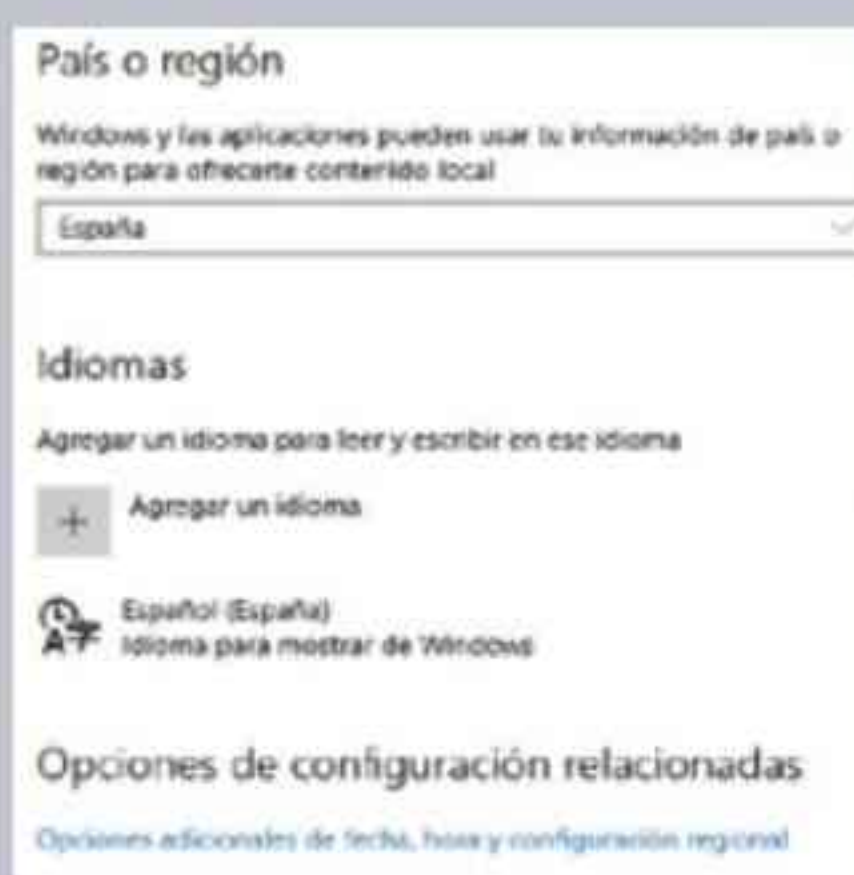 País o región
Windows y las aplicaciones pueden usar tu información de país o
región para ofrecerte contenido local
España
Idiomas
Agregar un idioma para leer y escribir en ese idioma
Agregar un idioma
Español (España)
Idioma para mostrar de Windows
Opciones de configuración relacionadas
Opciones adicionales de fecha, hora y configuración regional